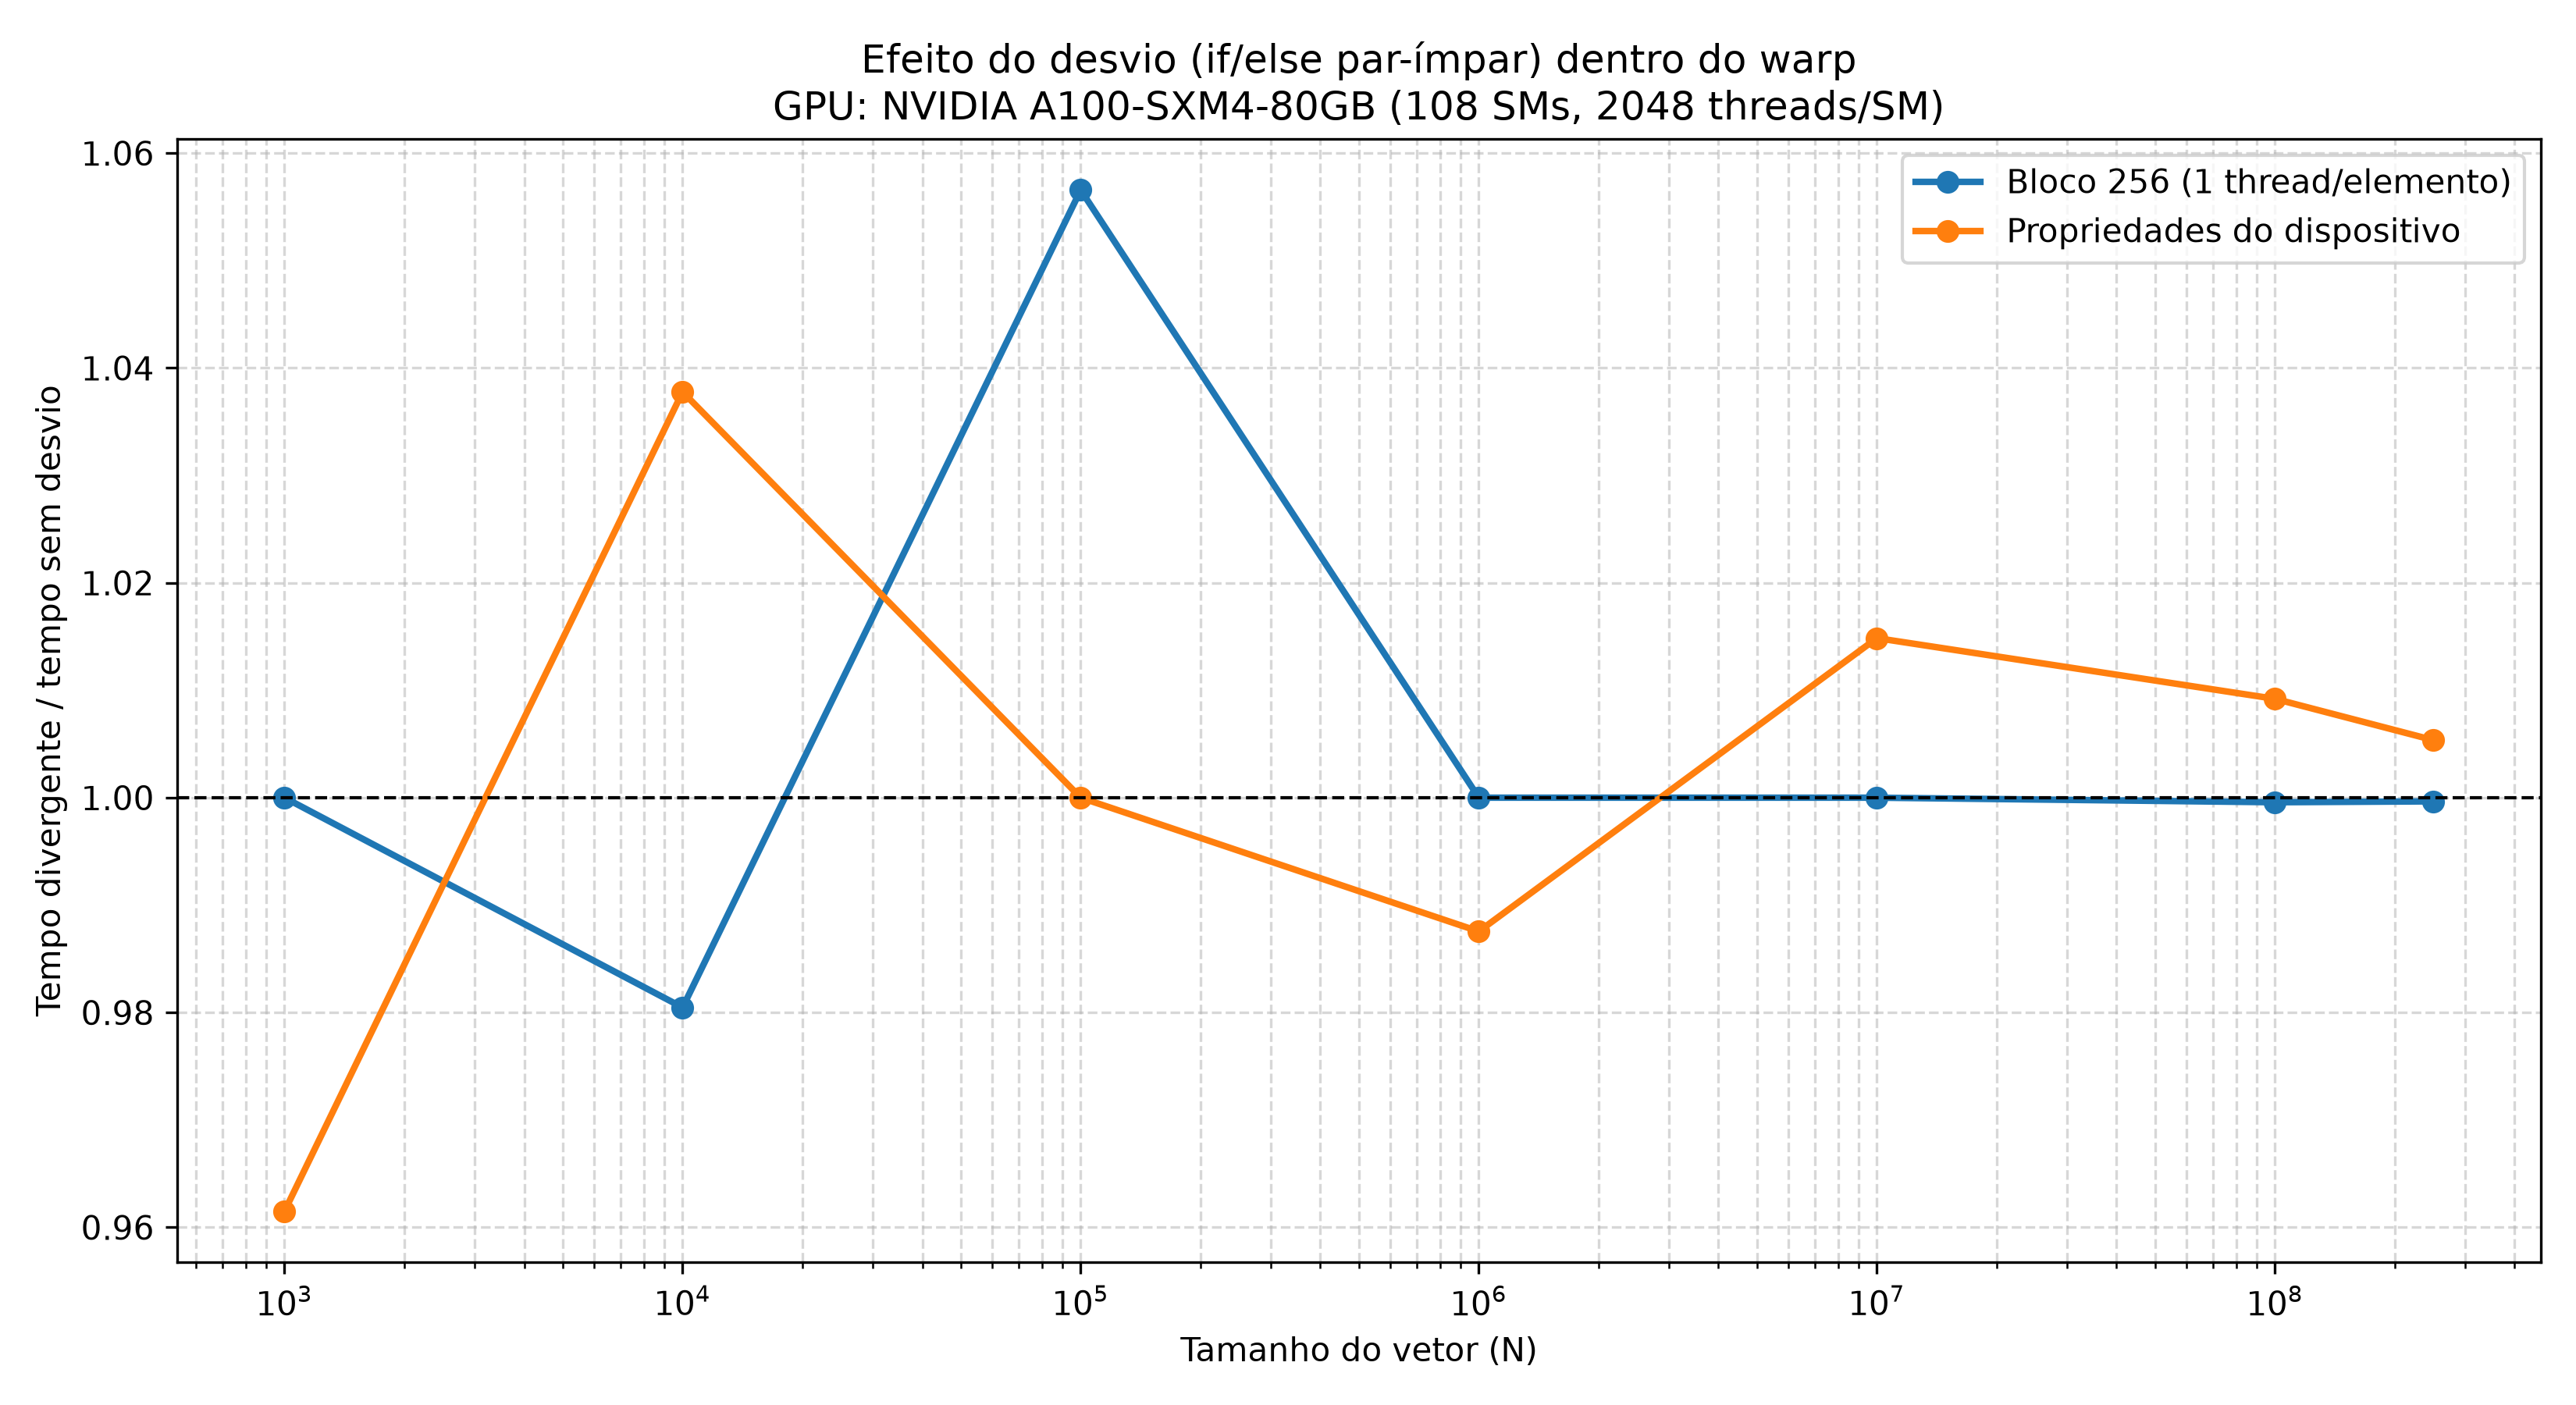 Efeito do desvio (if/else par-ímpar) dentro do warp
GPU: NVIDIA A100-SXM4-80GB (108 SMs, 2048 threads/SM)
Bloco 256 (1 thread/elemento)
Propriedades do dispositivo
Tempo divergente / tempo sem desvio
1.06
1.04
1.02
1.00
0.98
0.96
10³
10⁴
10⁵
10⁶
10⁷
10⁸
Tamanho do vetor (N)